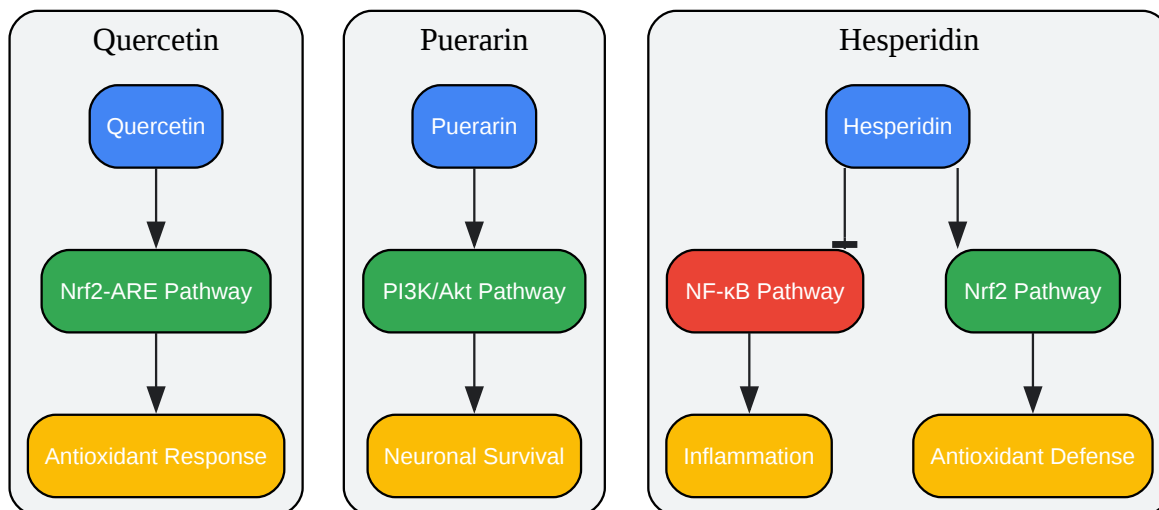 Quercetin
Quercetin
Nrf2-ARE Pathway
Antioxidant Response
Puerarin
Puerarin
PI3K/Akt Pathway
Neuronal Survival
Hesperidin
Hesperidin
NF-κB Pathway
Nrf2 Pathway
Inflammation
Antioxidant Defense